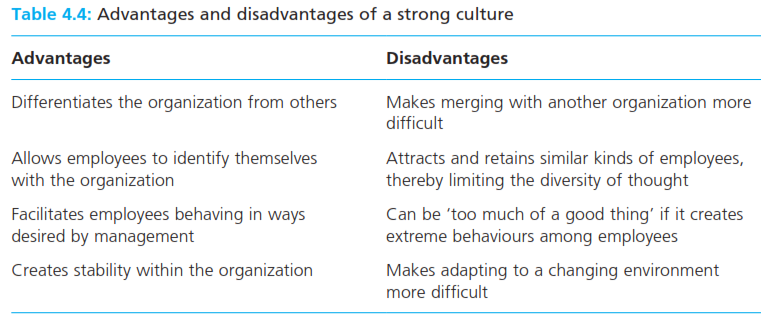 Table 4.4: Advantages and disadvantages of a strong culture
Advantages
Disadvantages
Differentiates the organization from others
Makes merging with another organization more
difficult
Allows employees to identify themselves
with the organization
Attracts and retains similar kinds of employees,
thereby limiting the diversity of thought
Facilitates employees behaving in ways
desired by management
Can be ‘too much of a good thing’ if it creates
extreme behaviours among employees
Creates stability within the organization
Makes adapting to a changing environment
more difficult